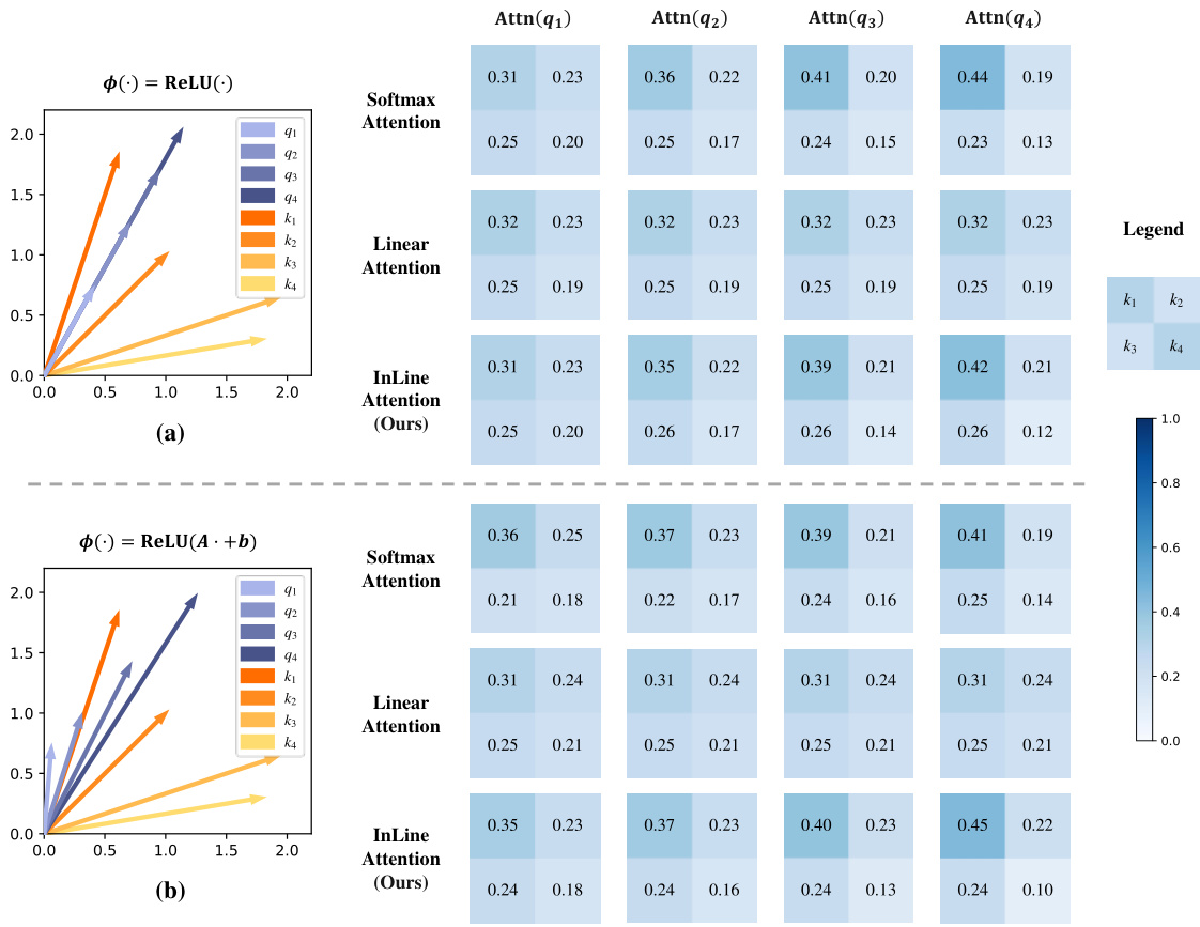 Attn(q₁) Attn(q₂) Attn(q₃) Attn(q₄)
ϕ(·) = ReLU(·)
2.0
1.5
1.0
0.5
0.0
0.0 0.5 1.0 1.5 2.0
q₁
q₂
q₃
q₄
k₁
k₂
k₃
k₄
(a)
Softmax
Attention
0.31 0.23 0.36 0.22 0.41 0.20 0.44 0.19
0.25 0.20 0.25 0.17 0.24 0.15 0.23 0.13
Linear
Attention
0.32 0.23 0.32 0.23 0.32 0.23 0.32 0.23
0.25 0.19 0.25 0.19 0.25 0.19 0.25 0.19
InLine
Attention
(Ours)
0.31 0.23 0.35 0.22 0.39 0.21 0.42 0.21
0.25 0.20 0.26 0.17 0.26 0.14 0.26 0.12
Legend
k₁ k₂
k₃ k₄
1.0
0.8
0.6
0.4
0.2
0.0
ϕ(·) = ReLU(A · +b)
2.0
1.5
1.0
0.5
0.0
0.0 0.5 1.0 1.5 2.0
q₁
q₂
q₃
q₄
k₁
k₂
k₃
k₄
(b)
Softmax
Attention
0.36 0.25 0.37 0.23 0.39 0.21 0.41 0.19
0.21 0.18 0.22 0.17 0.24 0.16 0.25 0.14
Linear
Attention
0.31 0.24 0.31 0.24 0.31 0.24 0.31 0.24
0.25 0.21 0.25 0.21 0.25 0.21 0.25 0.21
InLine
Attention
(Ours)
0.35 0.23 0.37 0.23 0.40 0.23 0.45 0.22
0.24 0.18 0.24 0.16 0.24 0.13 0.24 0.10